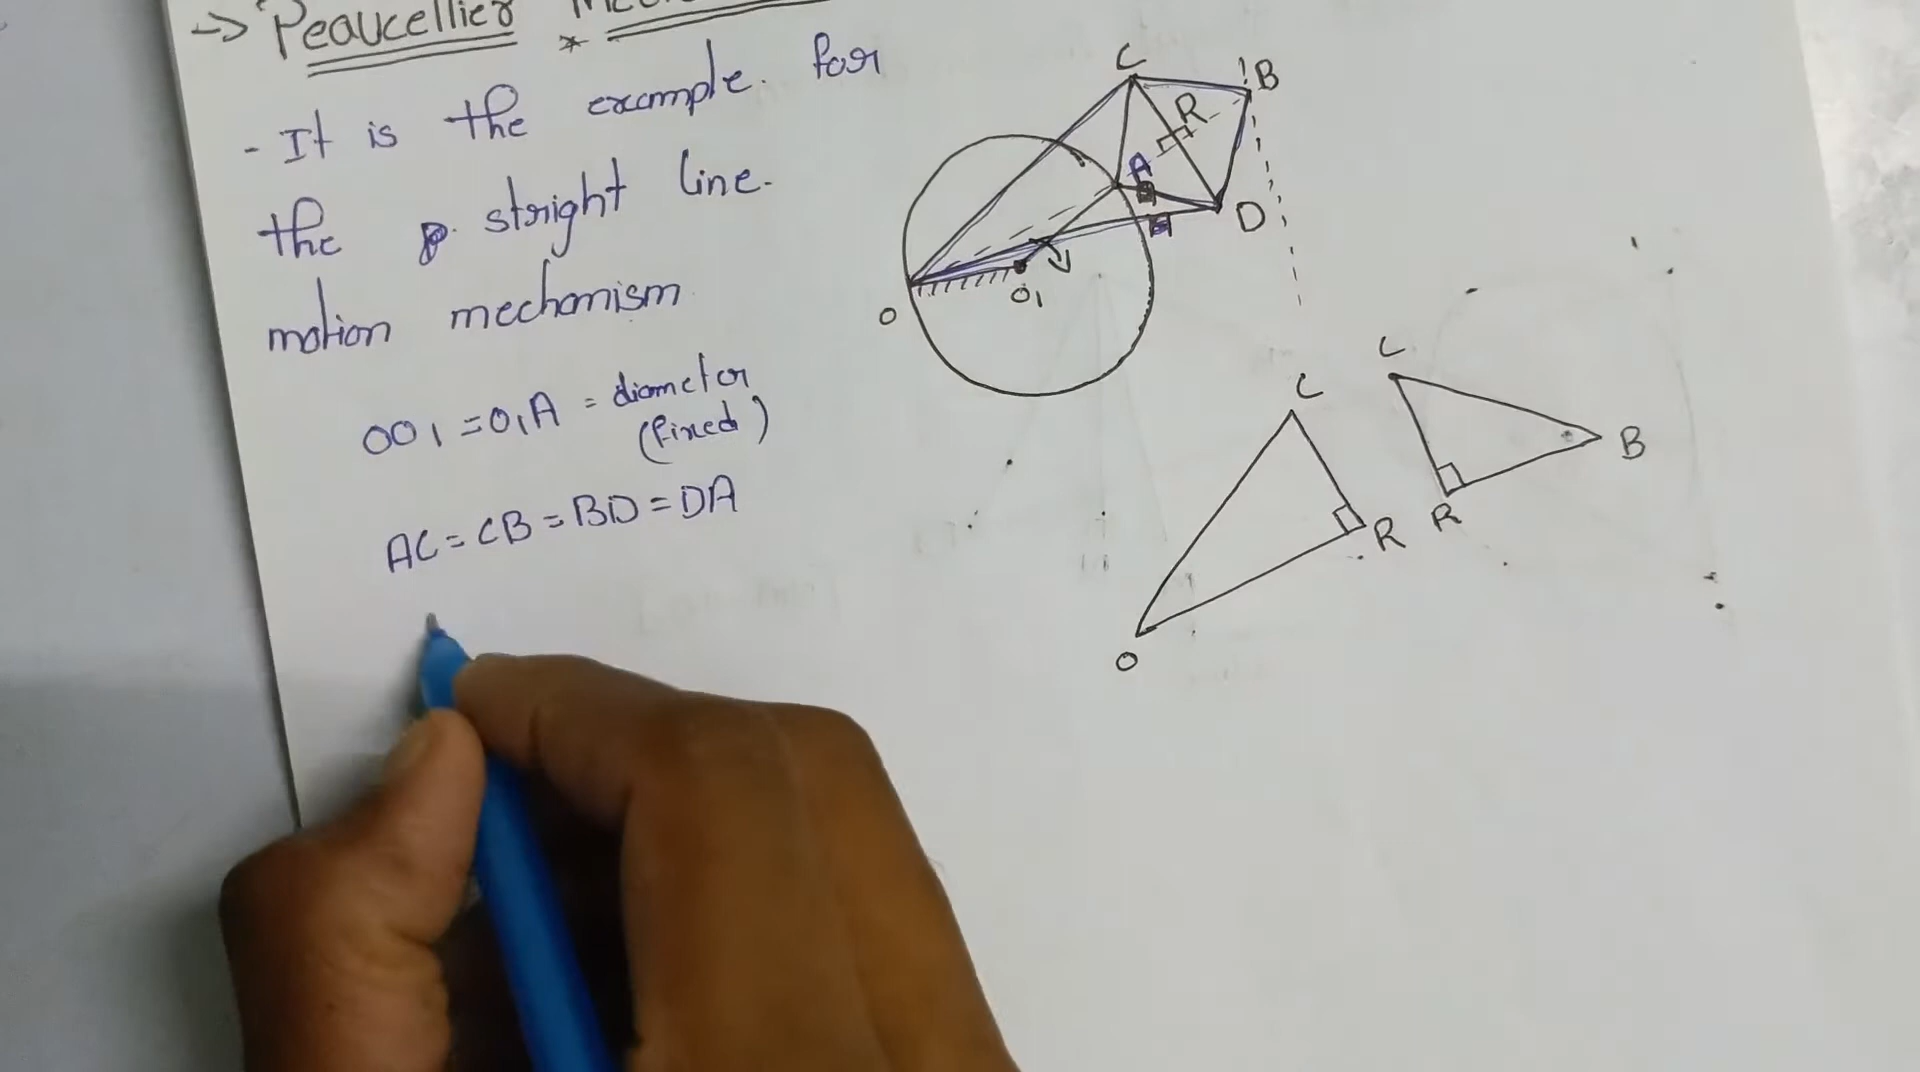 -> Peaucellier
* 
- It is the example. for
the stright line.
motion mechanism
OO1 = O1A = diameter
(fixed)
AC = CB = BD = DA
C
B
R
A
D
O1
O
C
R
O
C
B
R